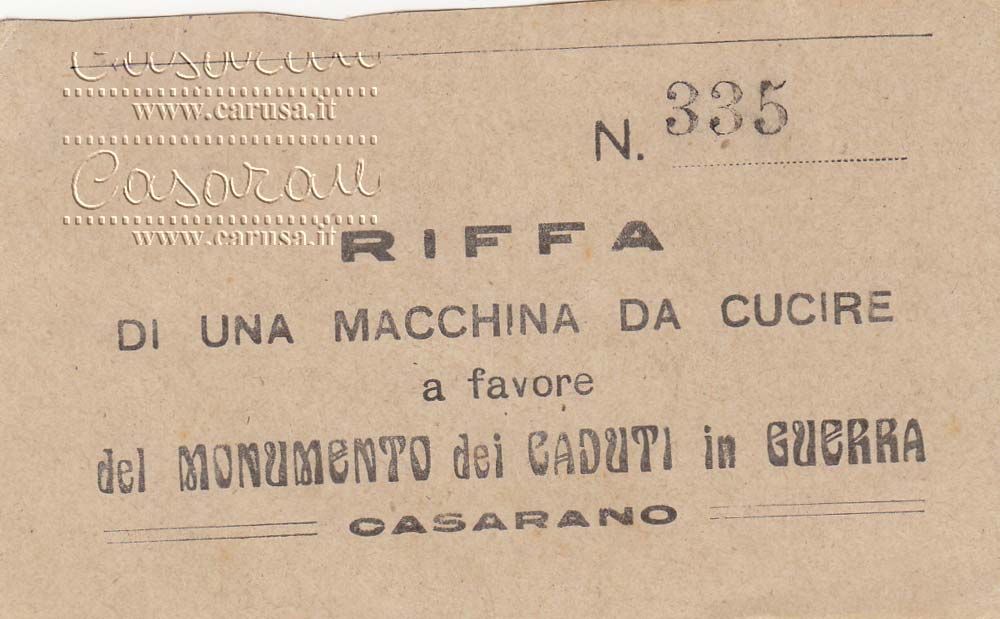 www.carusa.it
N. 335
www.carusa.it
RIFFA
DI UNA MACCHINA DA CUCIRE
a favore
del MONUMENTO dei CADUTI in GUERRA
CASARANO